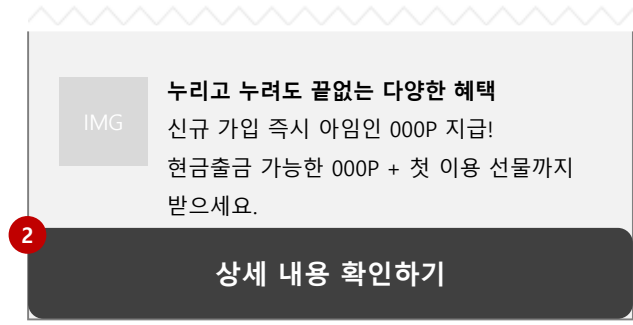 IMG
누리고 누려도 끝없는 다양한 혜택
신규 가입 즉시 아임인 000P 지급!
현금출금 가능한 000P + 첫 이용 선물까지
받으세요.
2
상세 내용 확인하기